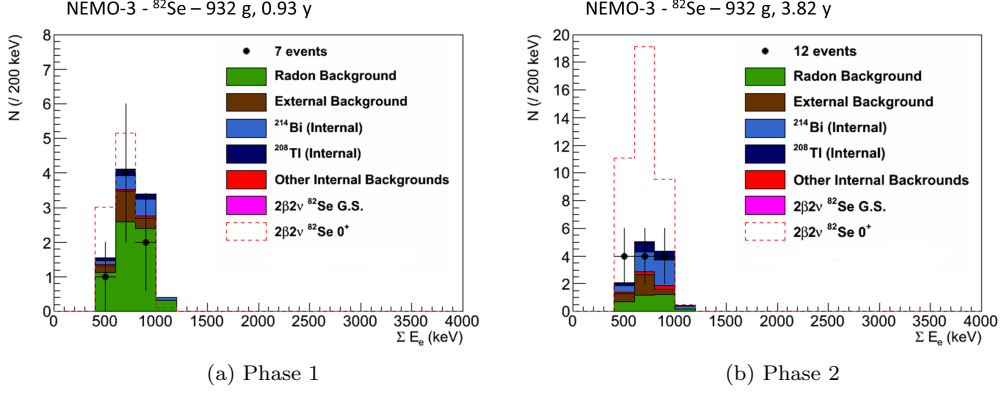 NEMO-3 - ⁸²Se – 932 g, 0.93 y
N (/ 200 keV)
8
7
6
5
4
3
2
1
0
7 events
Radon Background
External Background
²¹⁴Bi (Internal)
²⁰⁸Tl (Internal)
Other Internal Backgrounds
2β2ν ⁸²Se G.S.
2β2ν ⁸²Se 0⁺
0 500 1000 1500 2000 2500 3000 3500 4000
Σ Eₑ (keV)
(a) Phase 1
NEMO-3 - ⁸²Se – 932 g, 3.82 y
N (/ 200 keV)
20
18
16
14
12
10
8
6
4
2
0
12 events
Radon Background
External Background
²¹⁴Bi (Internal)
²⁰⁸Tl (Internal)
Other Internal Backrounds
2β2ν ⁸²Se G.S.
2β2ν ⁸²Se 0⁺
0 500 1000 1500 2000 2500 3000 3500 4000
Σ Eₑ (keV)
(b) Phase 2